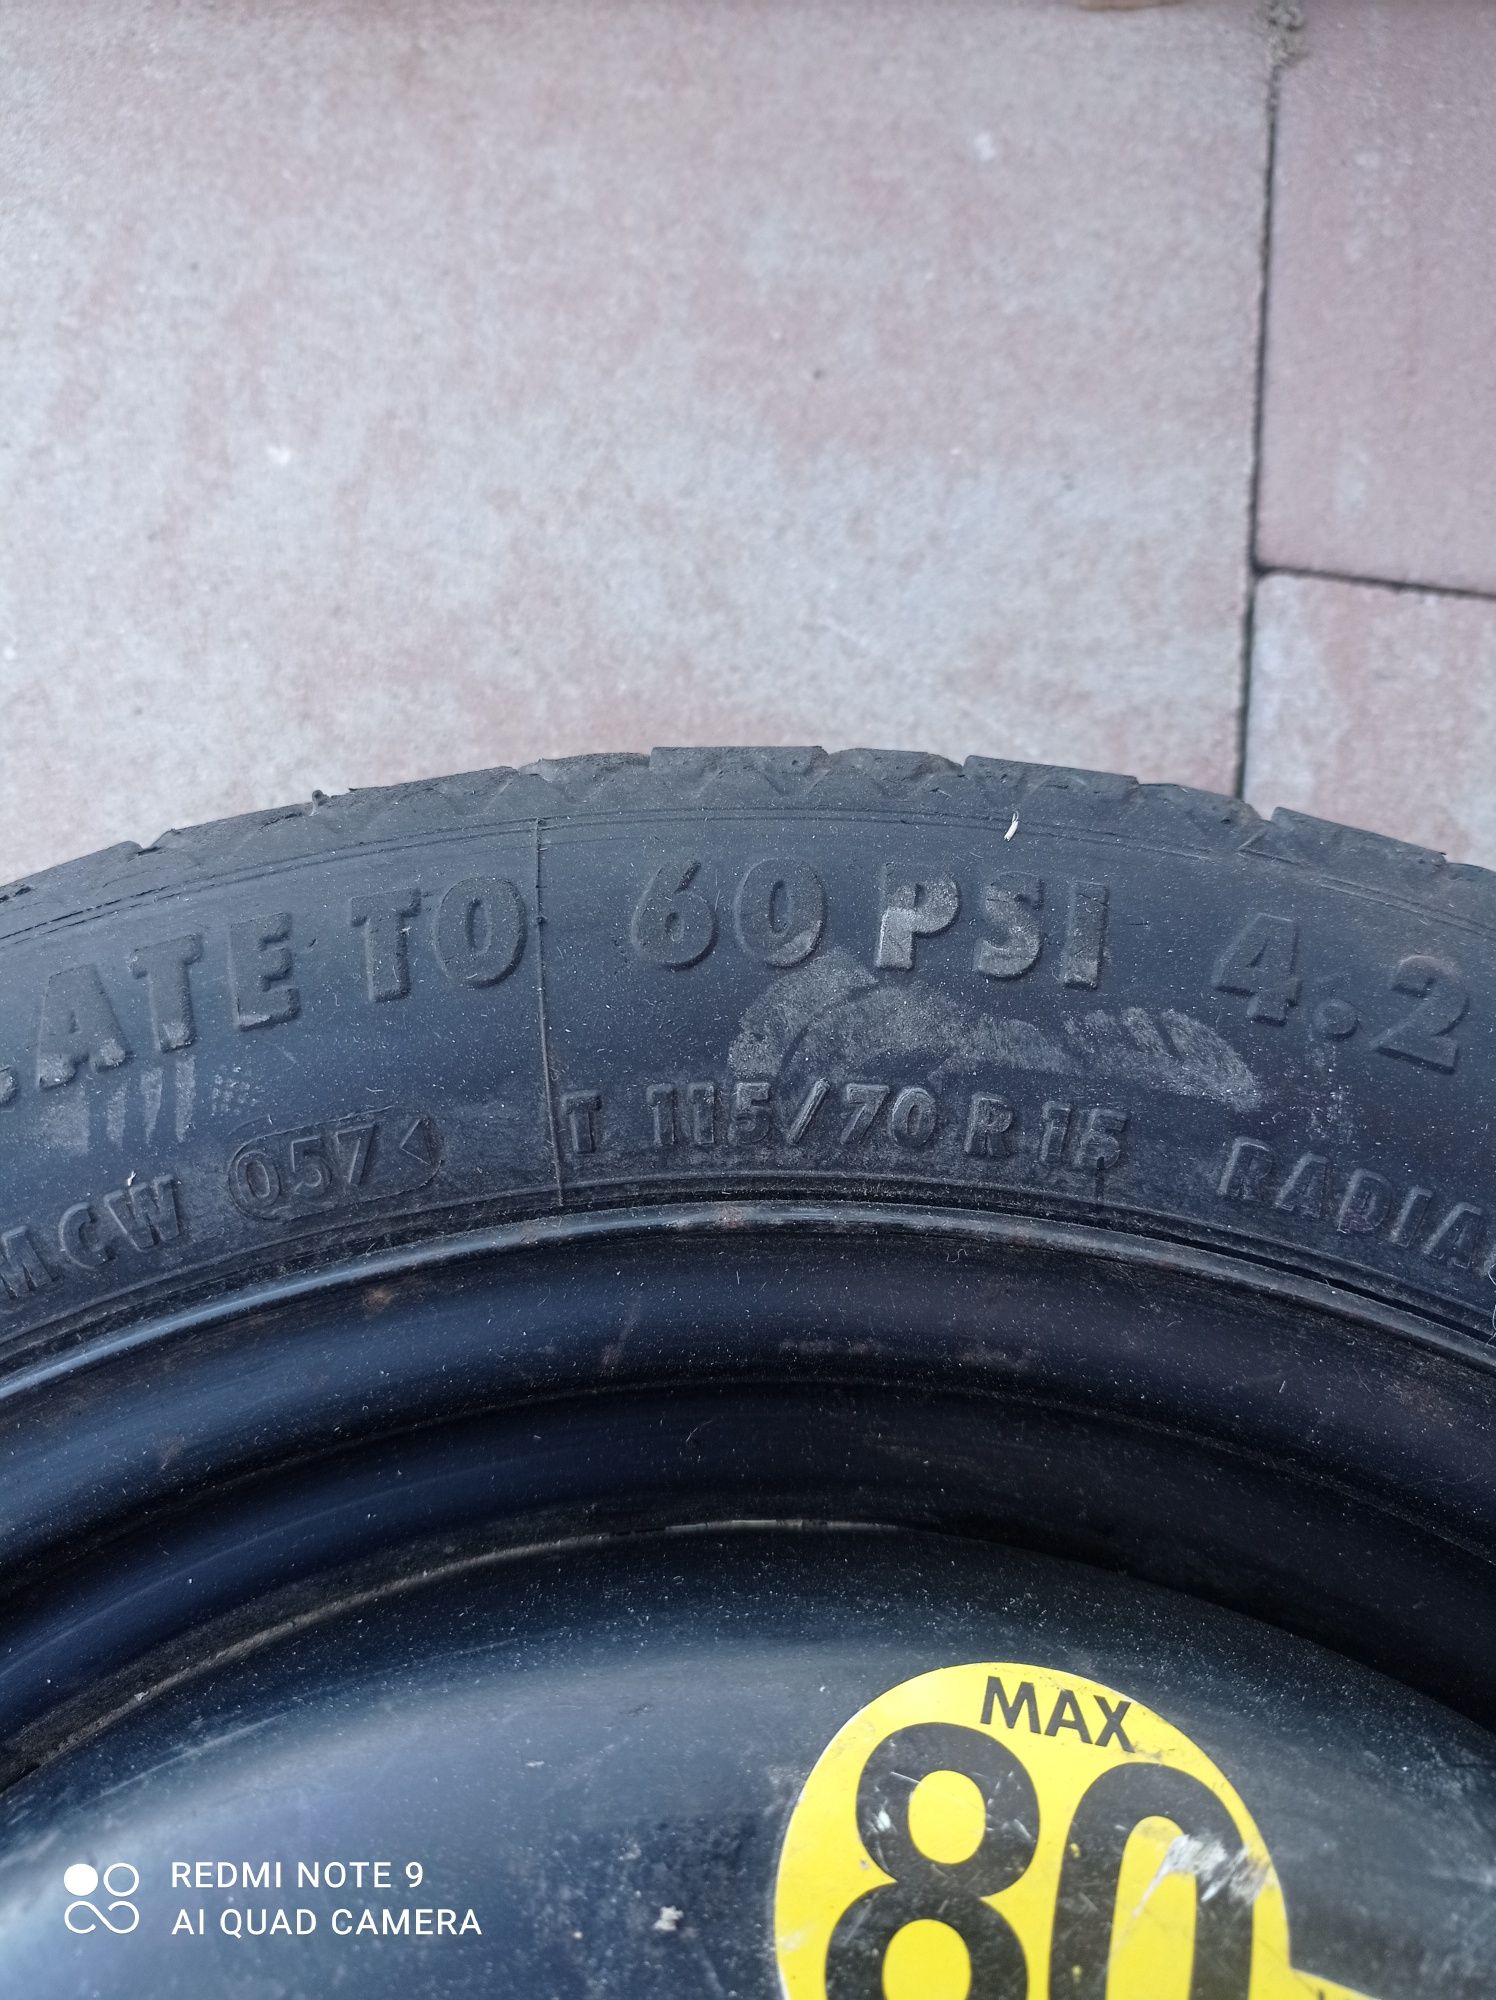 ATE TO 60 PSI 4.2
MCW 057 T 115/70 R 15 RADIAL
MAX
80
REDMI NOTE 9
AI QUAD CAMERA